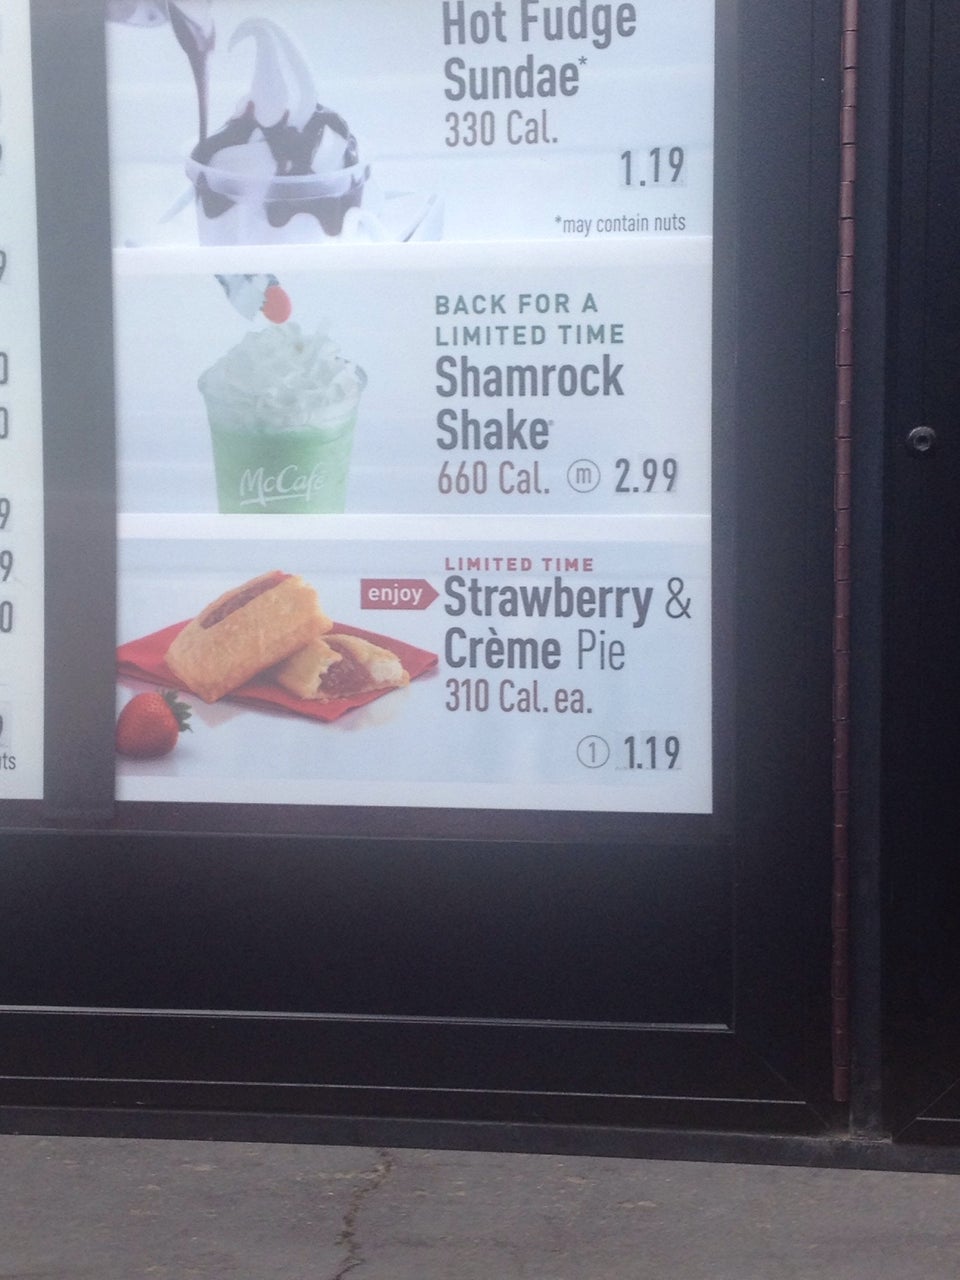 Hot Fudge
Sundae*
330 Cal.
1.19
*may contain nuts
BACK FOR A
LIMITED TIME
Shamrock
Shake
660 Cal. m 2.99
McCafé
LIMITED TIME
enjoy Strawberry &
Crème Pie
310 Cal. ea.
1 1.19